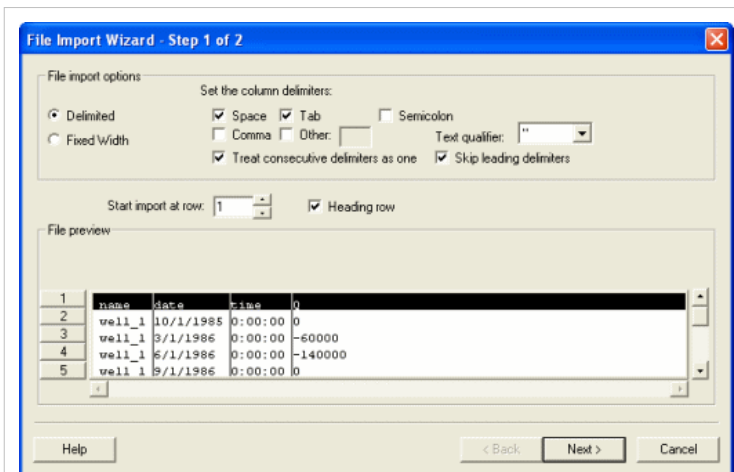 File Import Wizard - Step 1 of 2
File import options
Set the column delimiters:
Delimited
Space Tab Semicolon
Fixed Width
Comma Other: Text qualifier: "
Treat consecutive delimiters as one Skip leading delimiters
Start import at row: 1 Heading row
File preview
1 name date time Q
2 well_1 10/1/1985 0:00:00 0
3 well_1 3/1/1986 0:00:00 -60000
4 well_1 6/1/1986 0:00:00 -140000
5 well_1 9/1/1986 0:00:00 0
Help < Back Next > Cancel